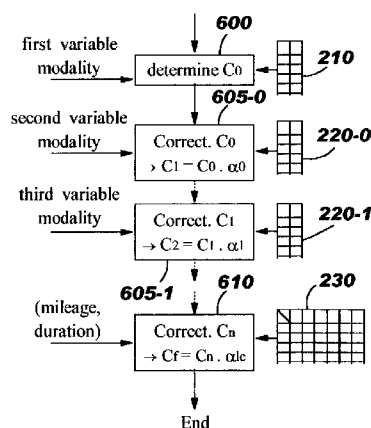 600
first variable
modality
determine C0
210
605-0
second variable
modality
Correct. C0
→ C1 = C0 . α0
220-0
third variable
modality
Correct. C1
→ C2 = C1 . α1
220-1
605-1
610
230
(mileage,
duration)
Correct. Cn
→ Cf = Cn . αlc
End